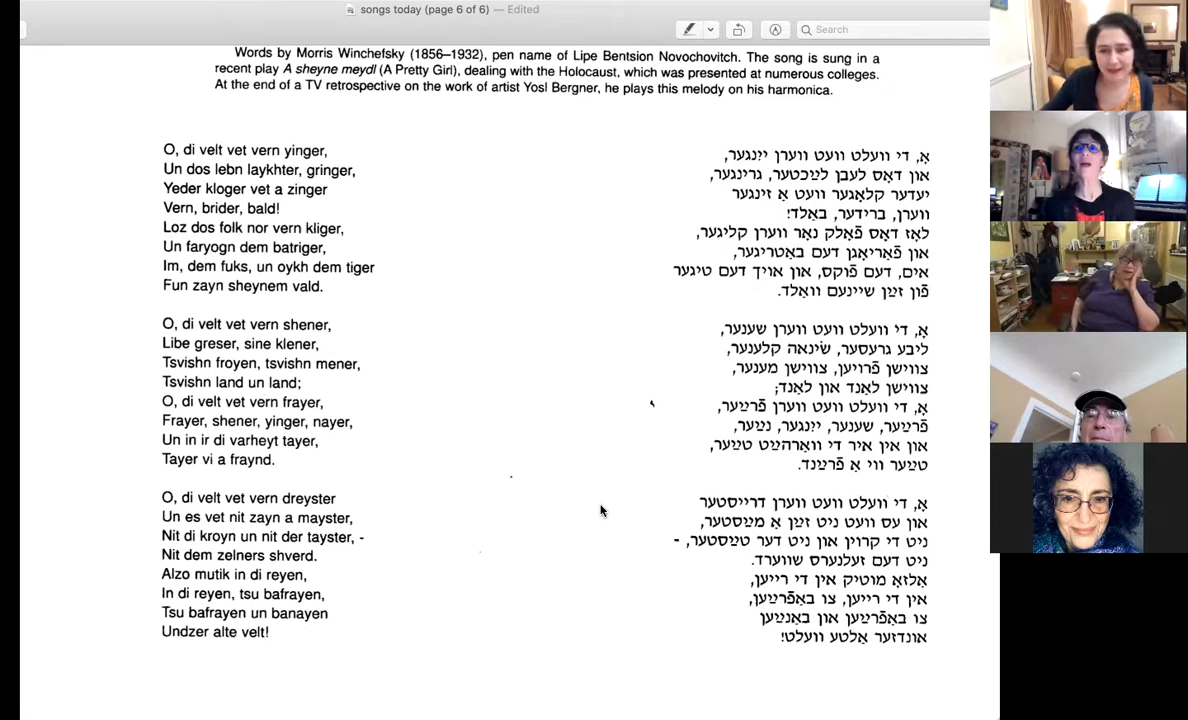 songs today (page 6 of 6) — Edited
Search
Words by Morris Winchefsky (1856–1932), pen name of Lipe Bentsion Novochovitch. The song is sung in a
recent play A sheyne meydl (A Pretty Girl), dealing with the Holocaust, which was presented at numerous colleges.
At the end of a TV retrospective on the work of artist Yosl Bergner, he plays this melody on his harmonica.
O, di velt vet vern yinger,
Un dos lebn laykhter, gringer,
Yeder kloger vet a zinger
Vern, brider, bald!
Loz dos folk nor vern kliger,
Un faryogn dem batriger,
Im, dem fuks, un oykh dem tiger
Fun zayn sheynem vald.
O, di velt vet vern shener,
Libe greser, sine klener,
Tsvishn froyen, tsvishn mener,
Tsvishn land un land;
O, di velt vet vern frayer,
Frayer, shener, yinger, nayer,
Un in ir di varheyt tayer,
Tayer vi a fraynd.
O, di velt vet vern dreyster
Un es vet nit zayn a mayster,
Nit di kroyn un nit der tayster, -
Nit dem zelners shverd.
Alzo mutik in di reyen,
In di reyen, tsu bafrayen,
Tsu bafrayen un banayen
Undzer alte velt!
אָ, די וועלט וועט ווערן ייִנגער,
און דאָס לעבן לײַכטער, גרינגער,
יעדער קלאָגער וועט אַ זינגער
ווערן, ברידער, באַלד!
לאָז דאָס פֿאָלק נאָר ווערן קליגער,
און פֿאַריאָגן דעם באַטריגער,
אים, דעם פֿוקס, און אויך דעם טיגער
פֿון זײַן שיינעם וואַלד.
אָ, די וועלט וועט ווערן שענער,
ליבע גרעסער, שׂינאה קלענער,
צווישן פֿרויען, צווישן מענער,
צווישן לאַנד און לאַנד;
אָ, די וועלט וועט ווערן פֿרײַער,
פֿרײַער, שענער, ייִנגער, נײַער,
און אין איר די וואַרהײַט טײַער,
טײַער ווי אַ פֿרײַנד.
אָ, די וועלט וועט ווערן דרייסטער
און עס וועט ניט זײַן אַ מײַסטער,
ניט די קרוין און ניט דער טײַסטער, -
ניט דעם זעלנערס שווערד.
אַלזאָ מוטיק אין די רייען,
אין די רייען, צו באַפֿרײַען,
צו באַפֿרײַען און באַנײַען
אונדזער אַלטע וועלט!